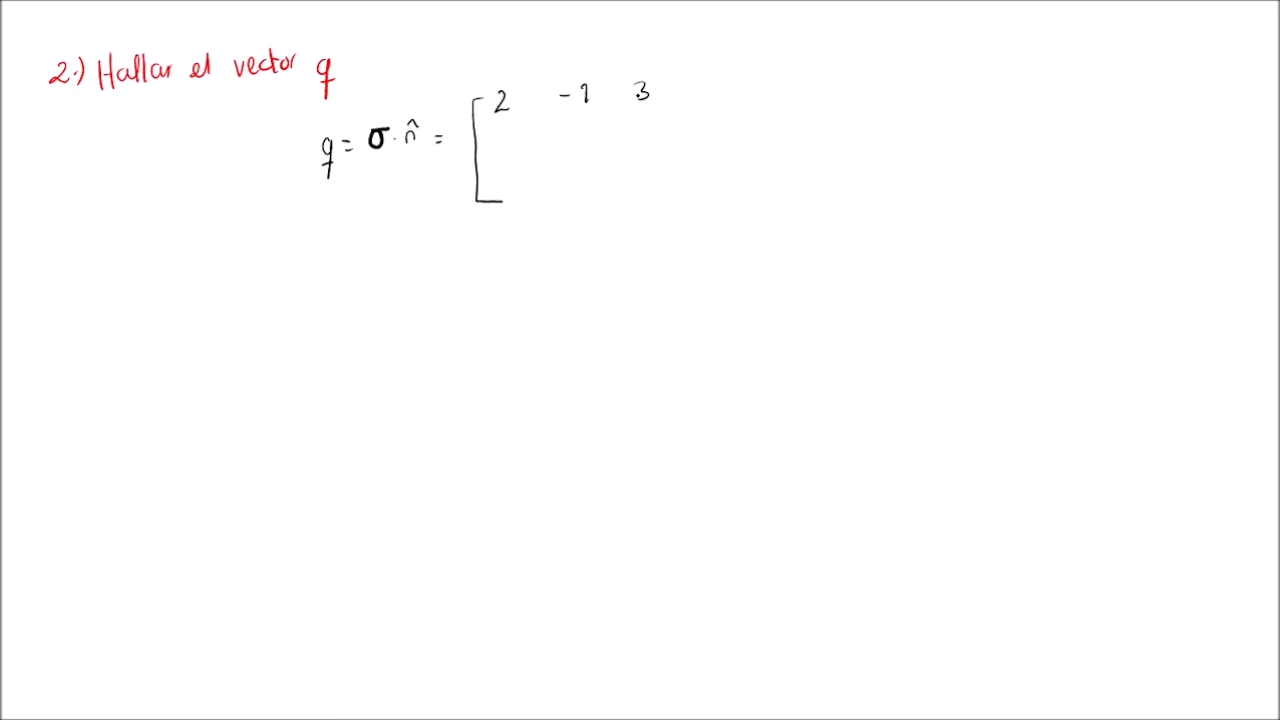 2.) Hallar el vector q
q = σ · n̂ = [ 2 -1 3